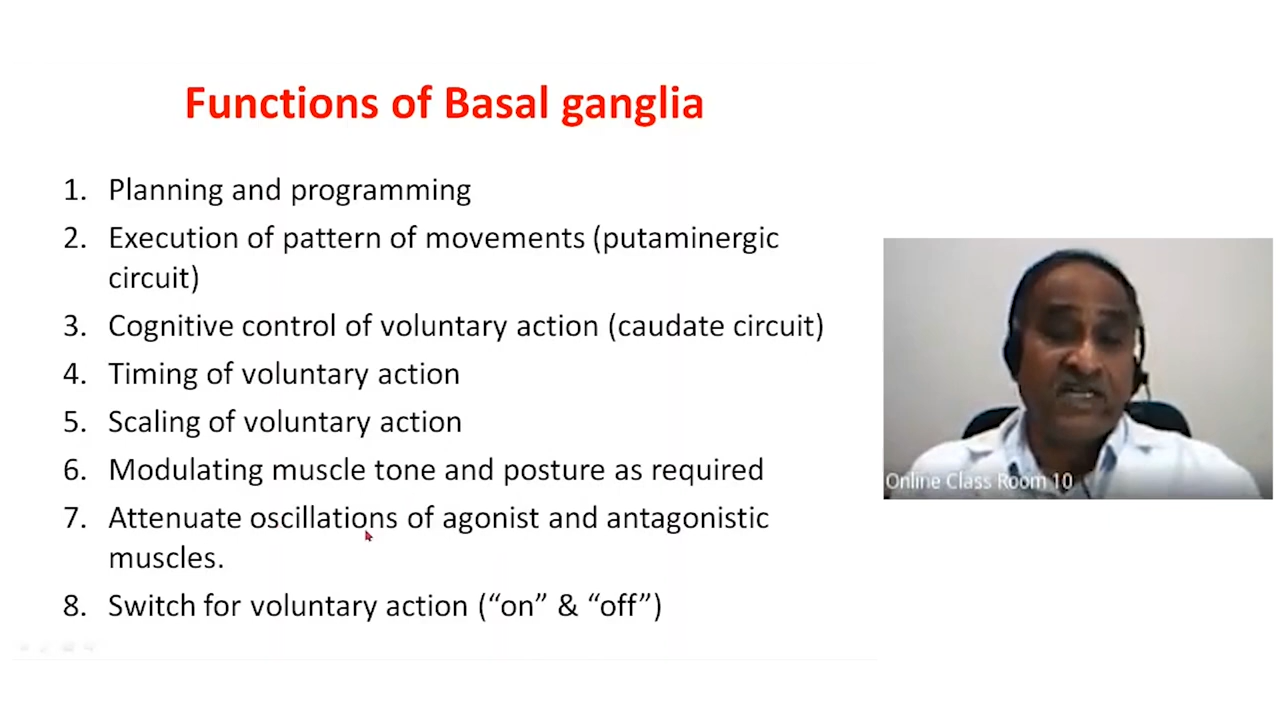 Functions of Basal ganglia
1. Planning and programming
2. Execution of pattern of movements (putaminergic
circuit)
3. Cognitive control of voluntary action (caudate circuit)
4. Timing of voluntary action
5. Scaling of voluntary action
6. Modulating muscle tone and posture as required
7. Attenuate oscillations of agonist and antagonistic
muscles.
8. Switch for voluntary action (“on” & “off”)
Online Class Room 10